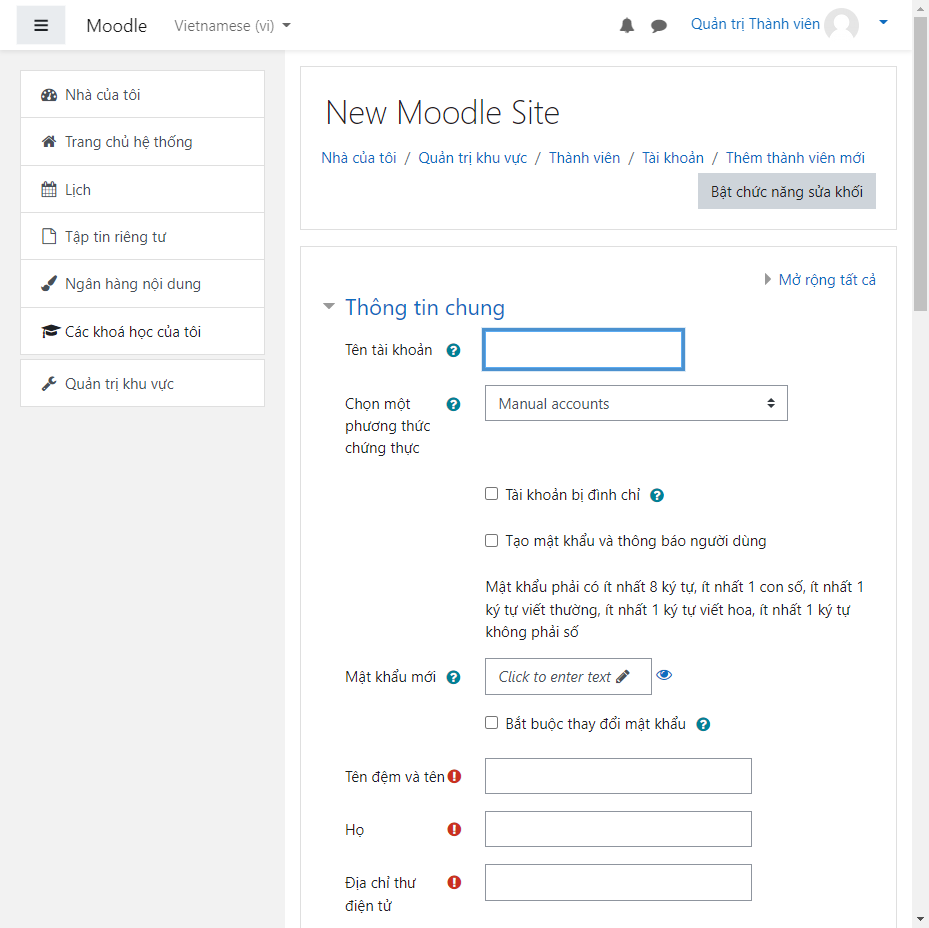 Moodle
Vietnamese (vi)
Quản trị Thành viên
Nhà của tôi
Trang chủ hệ thống
Lịch
Tập tin riêng tư
Ngân hàng nội dung
Các khoá học của tôi
Quản trị khu vực
New Moodle Site
Nhà của tôi / Quản trị khu vực / Thành viên / Tài khoản / Thêm thành viên mới
Bật chức năng sửa khối
Mở rộng tất cả
Thông tin chung
Tên tài khoản
Chọn một
phương thức
chứng thực
Manual accounts
Tài khoản bị đình chỉ
Tạo mật khẩu và thông báo người dùng
Mật khẩu phải có ít nhất 8 ký tự, ít nhất 1 con số, ít nhất 1
ký tự viết thường, ít nhất 1 ký tự viết hoa, ít nhất 1 ký tự
không phải số
Mật khẩu mới
Click to enter text
Bắt buộc thay đổi mật khẩu
Tên đệm và tên
Họ
Địa chỉ thư
điện tử